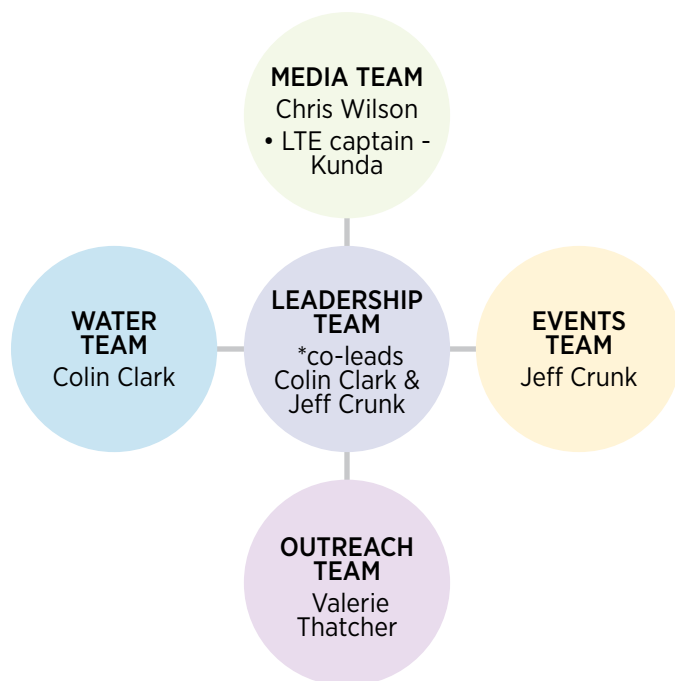 MEDIA TEAM
Chris Wilson
• LTE captain -
Kunda
WATER
TEAM
Colin Clark
LEADERSHIP
TEAM
*co-leads
Colin Clark &
Jeff Crunk
EVENTS
TEAM
Jeff Crunk
OUTREACH
TEAM
Valerie
Thatcher